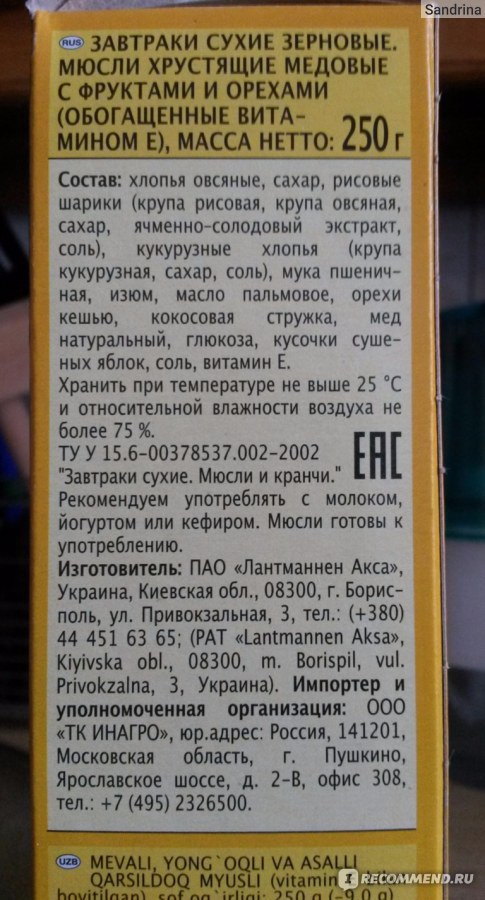 Sandrina
RUS ЗАВТРАКИ СУХИЕ ЗЕРНОВЫЕ.
МЮСЛИ ХРУСТЯЩИЕ МЕДОВЫЕ
С ФРУКТАМИ И ОРЕХАМИ
(ОБОГАЩЕННЫЕ ВИТА-
МИНОМ Е), МАССА НЕТТО: 250 г
Состав: хлопья овсяные, сахар, рисовые
шарики (крупа рисовая, крупа овсяная,
сахар, ячменно-солодовый экстракт,
соль), кукурузные хлопья (крупа
кукурузная, сахар, соль), мука пшенич-
ная, изюм, масло пальмовое, орехи
кешью, кокосовая стружка, мед
натуральный, глюкоза, кусочки суше-
ных яблок, соль, витамин Е.
Хранить при температуре не выше 25 °С
и относительной влажности воздуха не
более 75 %.
ТУ У 15.6-00378537.002-2002
"Завтраки сухие. Мюсли и кранчи." ЕАС
Рекомендуем употреблять с молоком,
йогуртом или кефиром. Мюсли готовы к
употреблению.
Изготовитель: ПАО «Лантманнен Акса»,
Украина, Киевская обл., 08300, г. Борис-
поль, ул. Привокзальная, 3, тел.: (+380)
44 451 63 65; (PAT «Lantmannen Aksa»,
Kiyivska obl., 08300, m. Borispil, vul.
Privokzalna, 3, Украина). Импортер и
уполномоченная организация: ООО
«ТК ИНАГРО», юр.адрес: Россия, 141201,
Московская область, г. Пушкино,
Ярославское шоссе, д. 2-В, офис 308,
тел.: +7 (495) 2326500.
UZB MEVALI, YONG`OQLI VA ASALLI
QARSILDOQ MYUSLI (vitamin
boyitilgan), sof og`irligi: 250 g (–9,0 g)
I RECOMMEND.RU